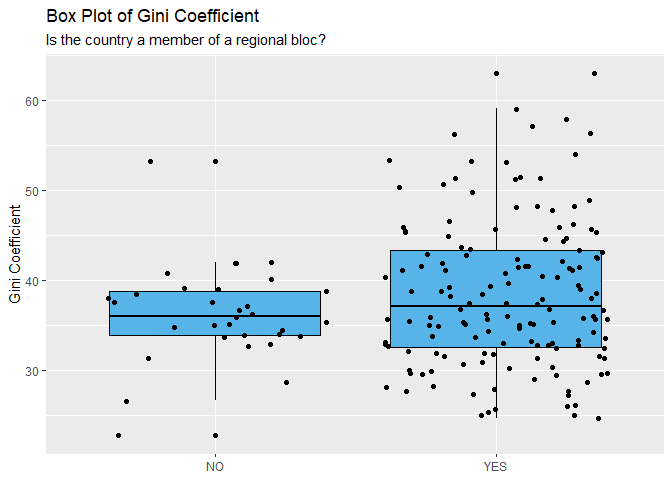 Box Plot of Gini Coefficient
Is the country a member of a regional bloc?
Gini Coefficient
60
50
40
30
NO YES